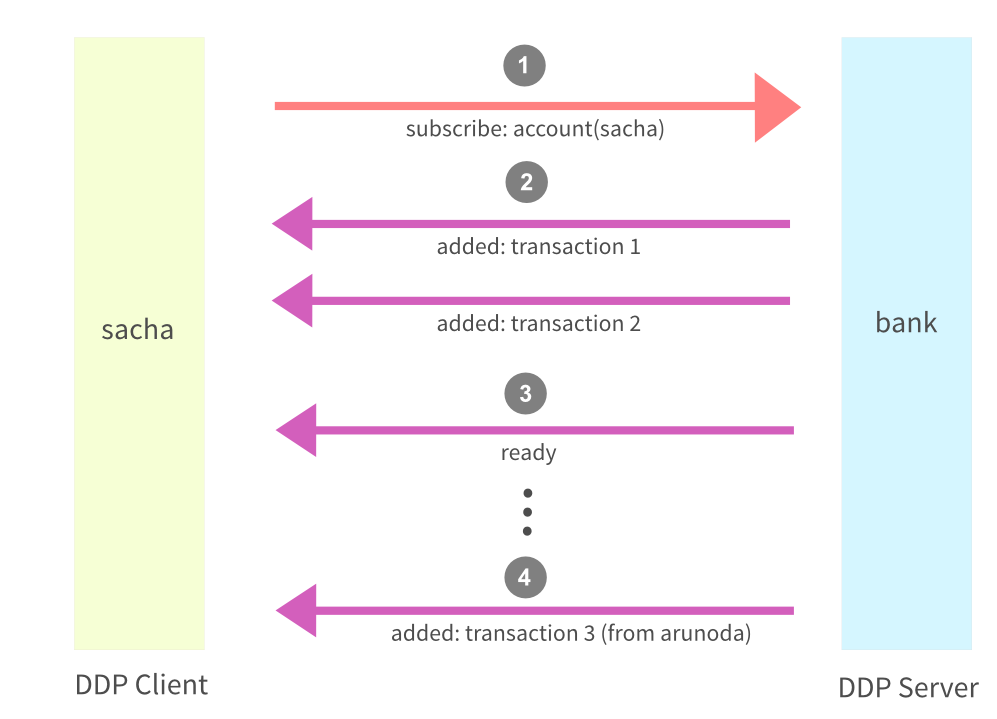 1
subscribe: account(sacha)
2
added: transaction 1
added: transaction 2
sacha
bank
3
ready
4
added: transaction 3 (from arunoda)
DDP Client
DDP Server